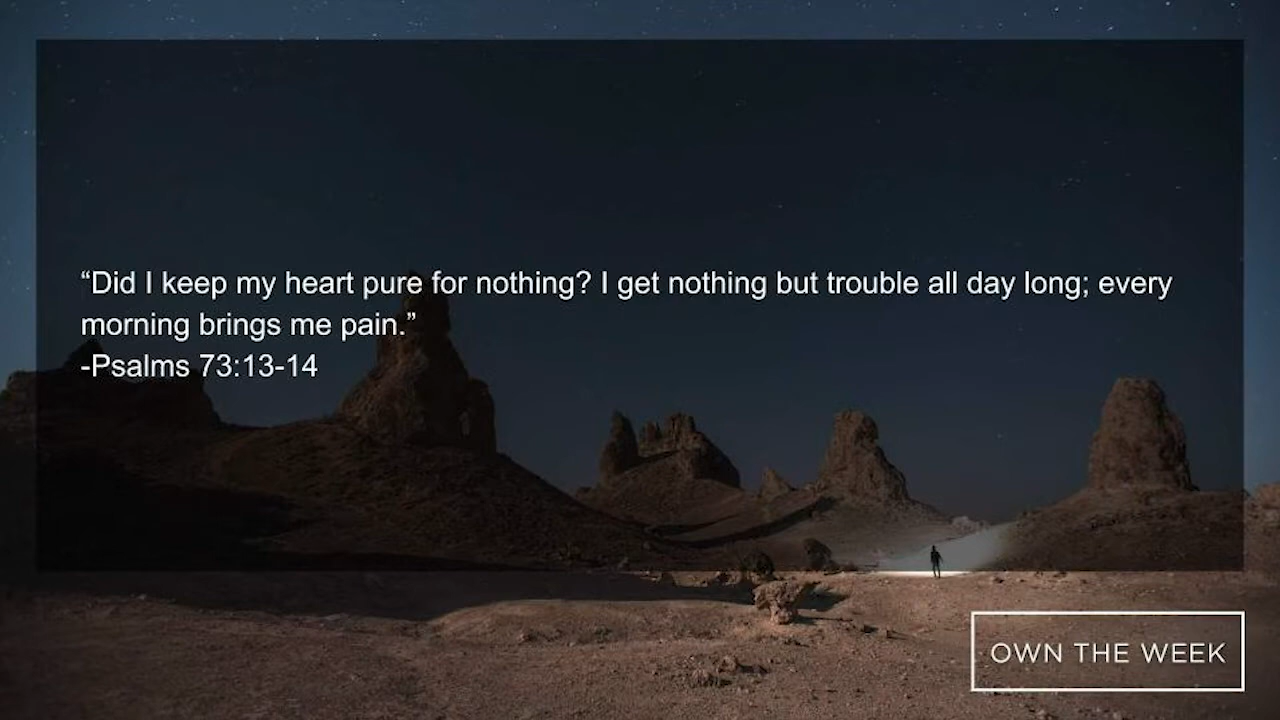 “Did I keep my heart pure for nothing? I get nothing but trouble all day long; every
morning brings me pain.”
-Psalms 73:13-14
OWN THE WEEK